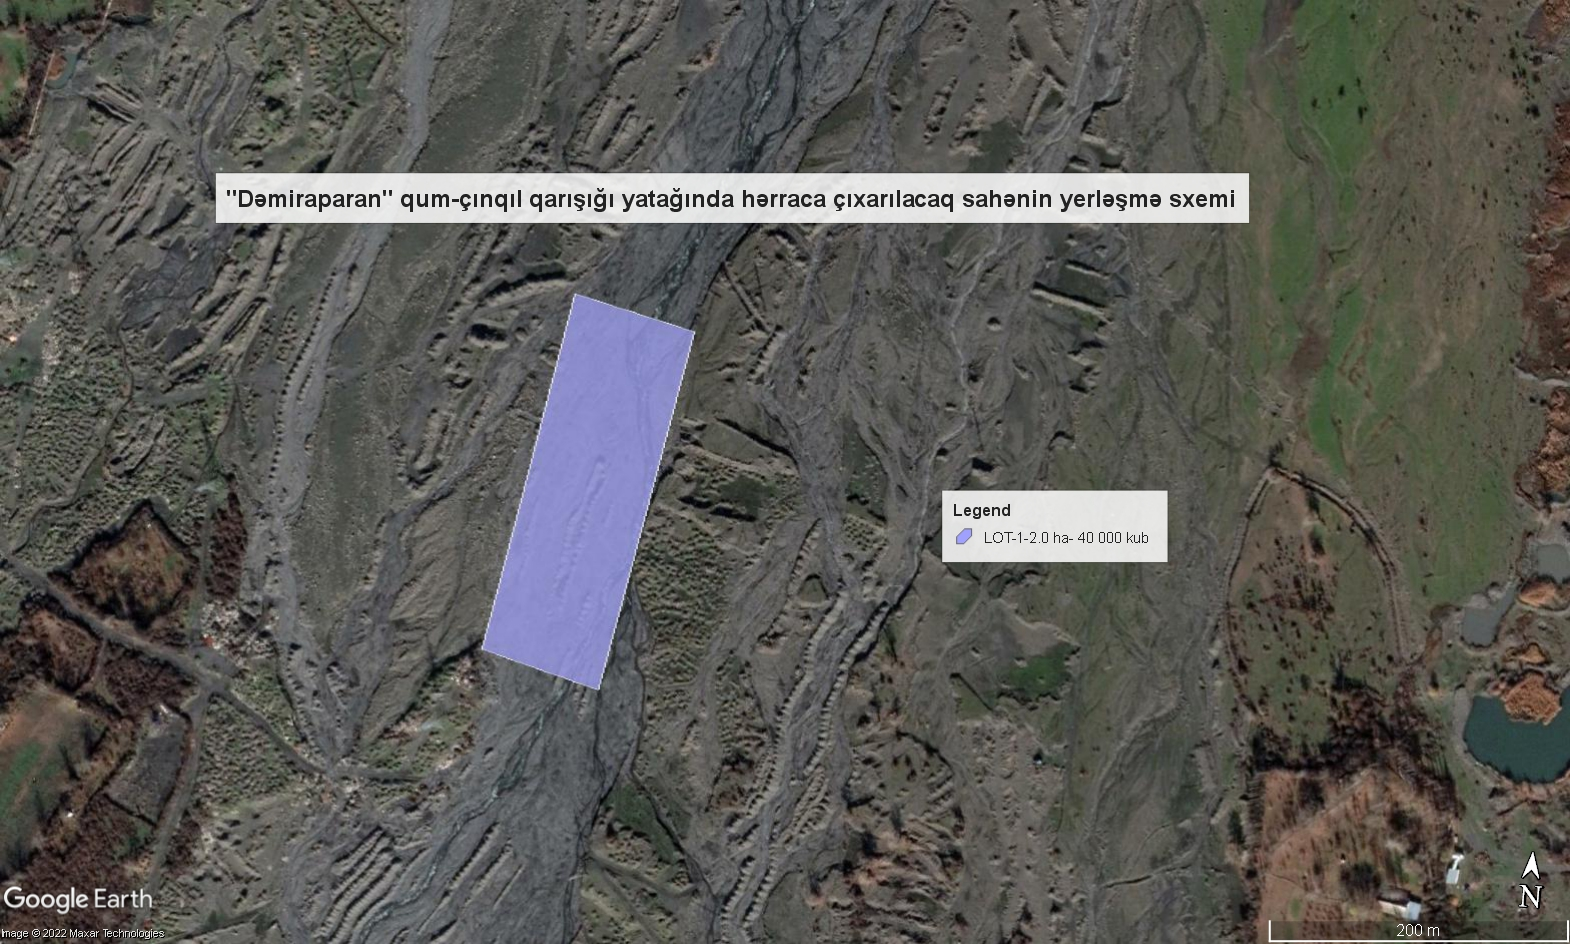 "Dəmiraparan" qum-çınqıl qarışığı yatağında hərraca çıxarılacaq sahənin yerləşmə sxemi
Legend
LOT-1-2.0 ha- 40 000 kub
Google Earth
Image © 2022 Maxar Technologies
N
200 m